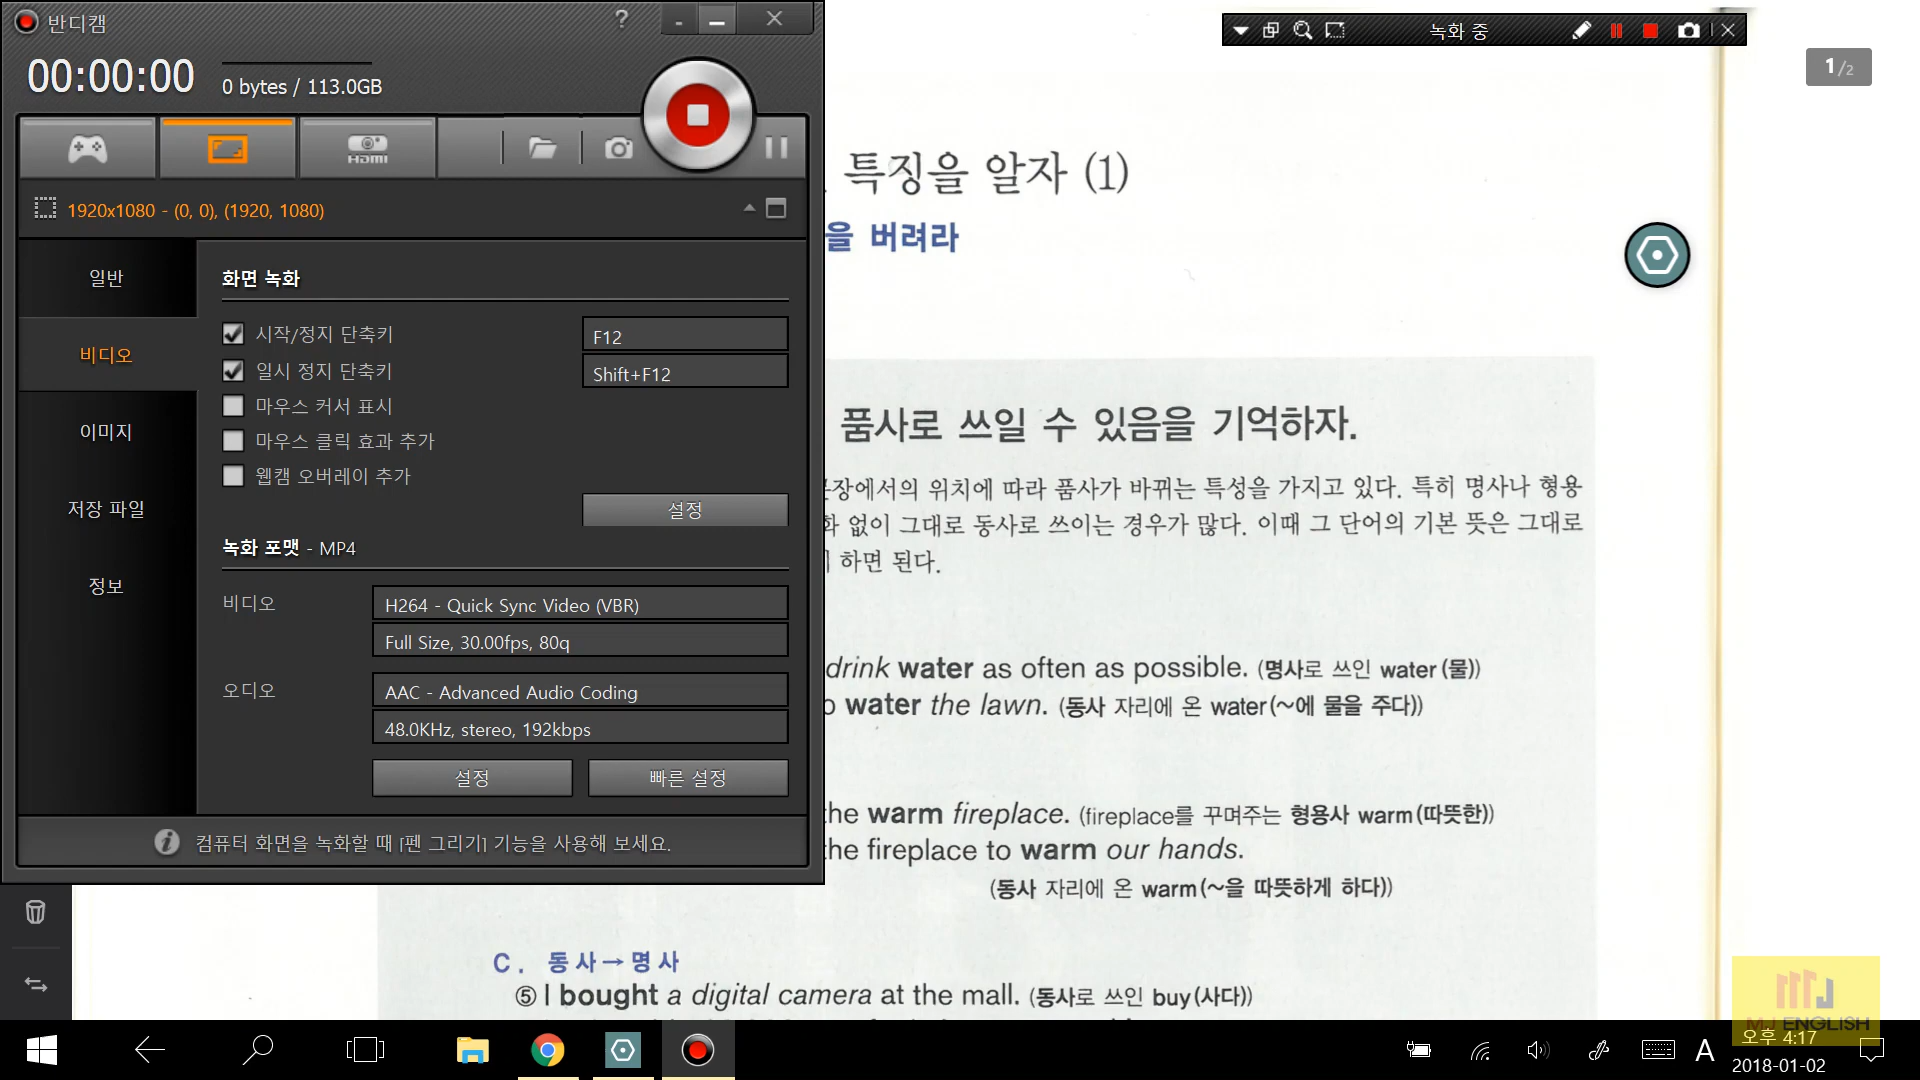 반디캠
00:00:00
0 bytes / 113.0GB
HDMI
1920x1080 - (0, 0), (1920, 1080)
일반
비디오
이미지
저장 파일
정보
화면 녹화
시작/정지 단축키
F12
일시 정지 단축키
Shift+F12
마우스 커서 표시
마우스 클릭 효과 추가
웹캠 오버레이 추가
설정
녹화 포맷 - MP4
비디오
H264 - Quick Sync Video (VBR)
Full Size, 30.00fps, 80q
오디오
AAC - Advanced Audio Coding
48.0KHz, stereo, 192kbps
설정
빠른 설정
컴퓨터 화면을 녹화할 때 [펜 그리기] 기능을 사용해 보세요.
녹화 중
1/2
특징을 알자 (1)
을 버려라
품사로 쓰일 수 있음을 기억하자.
장에서의 위치에 따라 품사가 바뀌는 특성을 가지고 있다. 특히 명사나 형용
없이 그대로 동사로 쓰이는 경우가 많다. 이때 그 단어의 기본 뜻은 그대로
하면 된다.
drink water as often as possible. (명사로 쓰인 water(물))
water the lawn. (동사 자리에 온 water(~에 물을 주다))
the warm fireplace. (fireplace를 꾸며주는 형용사 warm(따뜻한))
the fireplace to warm our hands.
(동사 자리에 온 warm(~을 따뜻하게 하다))
C. 동사→명사
⑤ I bought a digital camera at the mall. (동사로 쓰인 buy(사다))
MJ ENGLISH
A
오후 4:17
2018-01-02